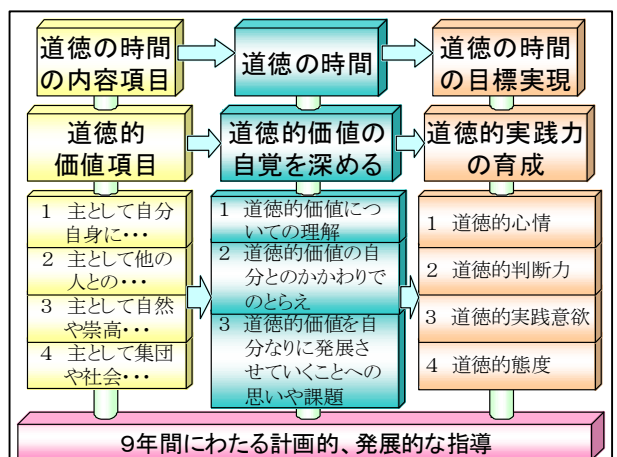 道徳の時間
の内容項目
道徳の時間
道徳の時間
の目標実現
道徳的
価値項目
道徳的価値の
自覚を深める
道徳的実践力
の育成
1 主として自分
自身に・・・
2 主として他の
人との・・・
3 主として自然
や崇高・・・
4 主として集団
や社会・・・
1 道徳的価値につ
いての理解
2 道徳的価値の自
分とのかかわりで
のとらえ
3 道徳的価値を自
分なりに発展さ
せていくことへの
思いや課題
1 道徳的心情
2 道徳的判断力
3 道徳的実践意欲
4 道徳的態度
9年間にわたる計画的、発展的な指導